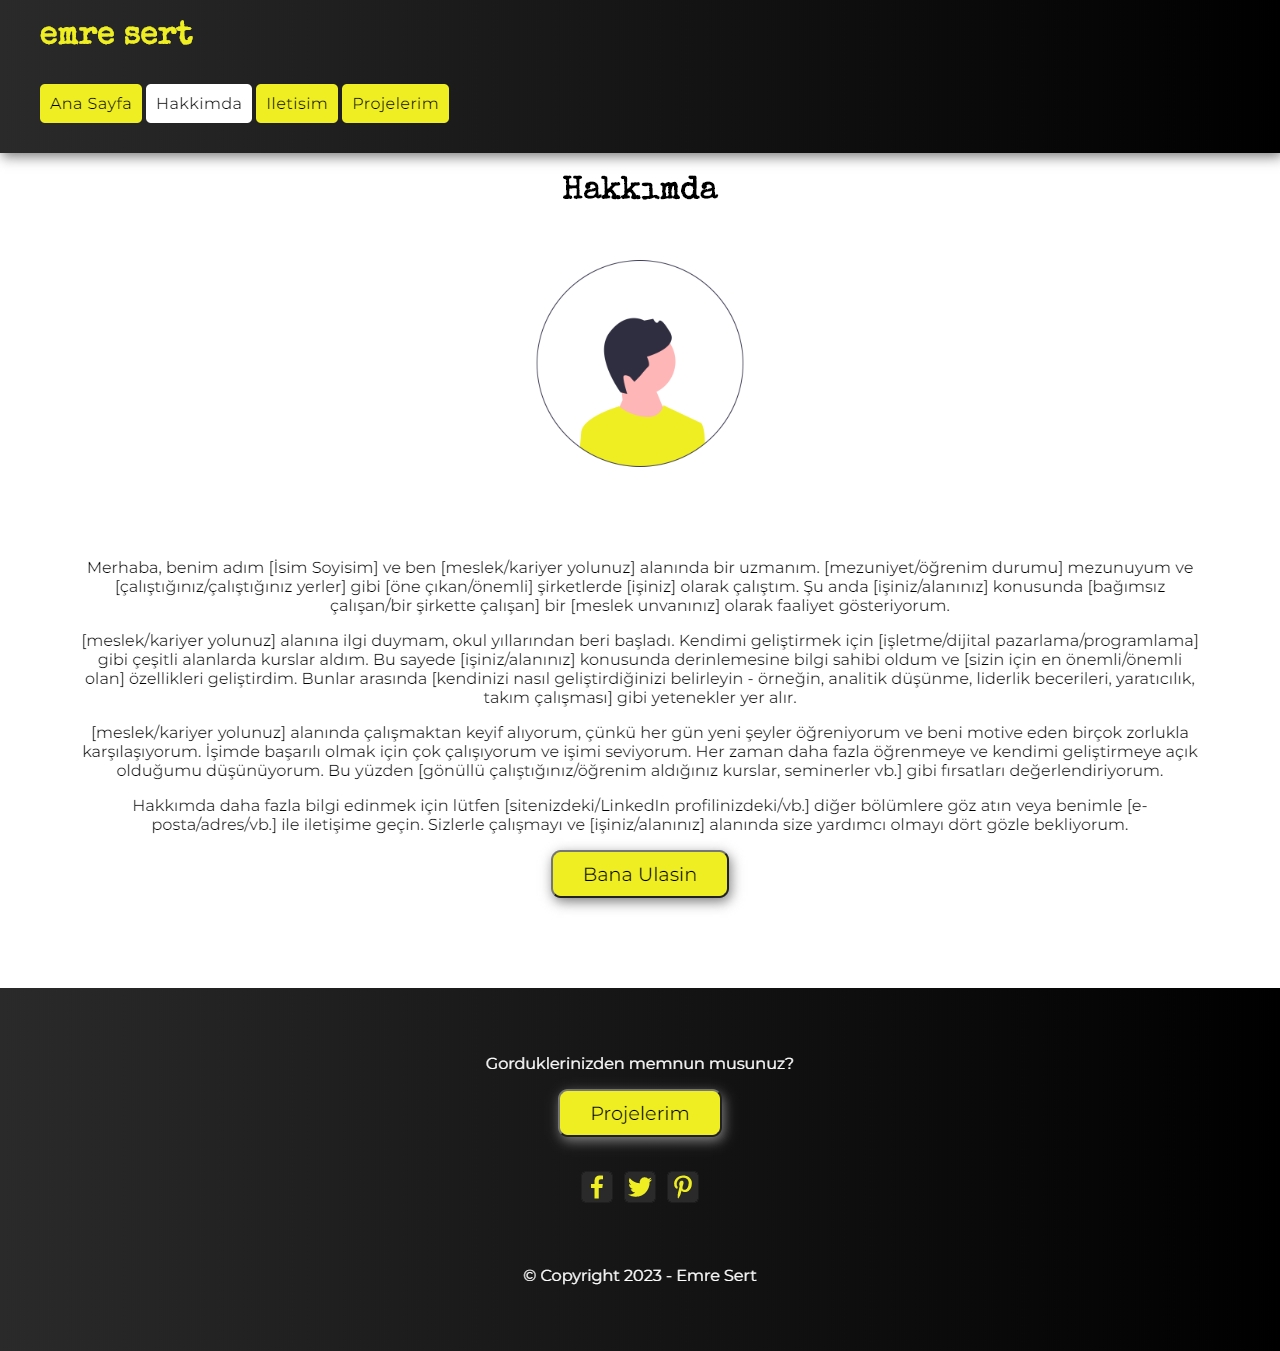 emre sert
Ana Sayfa Hakkimda Iletisim Projelerim
Hakkımda
Merhaba, benim adım [İsim Soyisim] ve ben [meslek/kariyer yolunuz] alanında bir uzmanım. [mezuniyet/öğrenim durumu] mezunuyum ve
[çalıştığınız/çalıştığınız yerler] gibi [öne çıkan/önemli] şirketlerde [işiniz] olarak çalıştım. Şu anda [işiniz/alanınız] konusunda [bağımsız
çalışan/bir şirkette çalışan] bir [meslek unvanınız] olarak faaliyet gösteriyorum.
[meslek/kariyer yolunuz] alanına ilgi duymam, okul yıllarından beri başladı. Kendimi geliştirmek için [işletme/dijital pazarlama/programlama]
gibi çeşitli alanlarda kurslar aldım. Bu sayede [işiniz/alanınız] konusunda derinlemesine bilgi sahibi oldum ve [sizin için en önemli/önemli
olan] özellikleri geliştirdim. Bunlar arasında [kendinizi nasıl geliştirdiğinizi belirleyin - örneğin, analitik düşünme, liderlik becerileri, yaratıcılık,
takım çalışması] gibi yetenekler yer alır.
[meslek/kariyer yolunuz] alanında çalışmaktan keyif alıyorum, çünkü her gün yeni şeyler öğreniyorum ve beni motive eden birçok zorlukla
karşılaşıyorum. İşimde başarılı olmak için çok çalışıyorum ve işimi seviyorum. Her zaman daha fazla öğrenmeye ve kendimi geliştirmeye açık
olduğumu düşünüyorum. Bu yüzden [gönüllü çalıştığınız/öğrenim aldığınız kurslar, seminerler vb.] gibi fırsatları değerlendiriyorum.
Hakkımda daha fazla bilgi edinmek için lütfen [sitenizdeki/LinkedIn profilinizdeki/vb.] diğer bölümlere göz atın veya benimle [e-
posta/adres/vb.] ile iletişime geçin. Sizlerle çalışmayı ve [işiniz/alanınız] alanında size yardımcı olmayı dört gözle bekliyorum.
Bana Ulasin
Gorduklerinizden memnun musunuz?
Projelerim
© Copyright 2023 - Emre Sert